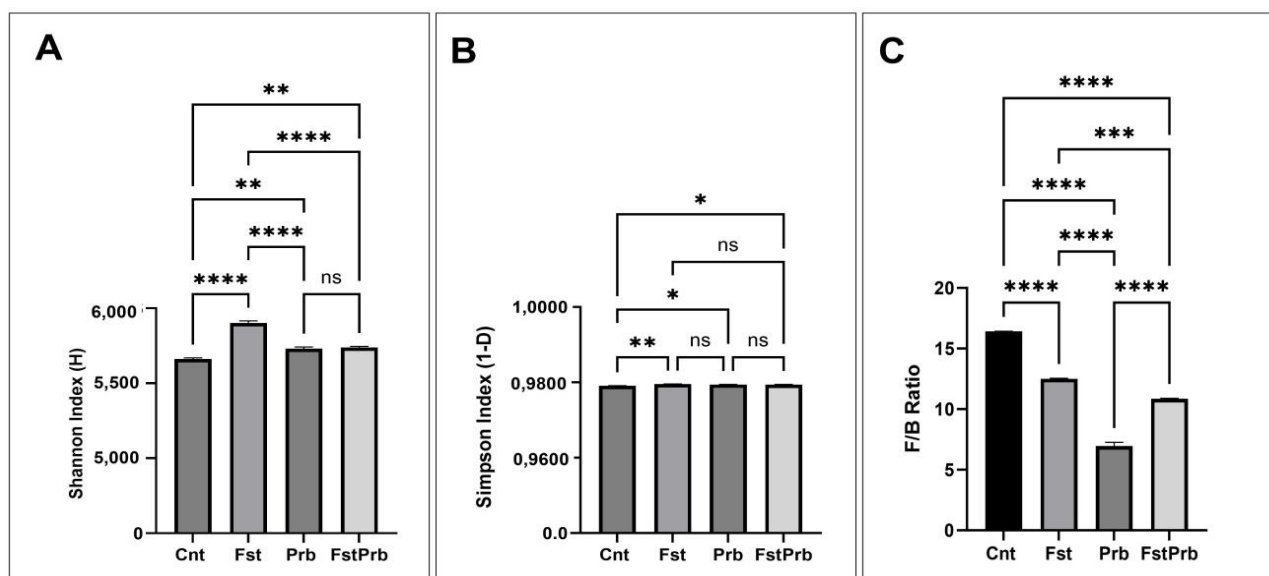 A
**
****
**
****
****
ns
6,000
5,500
5,000
0
Shannon Index (H)
Cnt Fst Prb FstPrb
B
*
ns
*
** ns ns
1,0000
0,9800
0,9600
0.0
Simpson Index (1-D)
Cnt Fst Prb FstPrb
C
****
***
****
****
**** ****
20
15
10
5
0
F/B Ratio
Cnt Fst Prb FstPrb